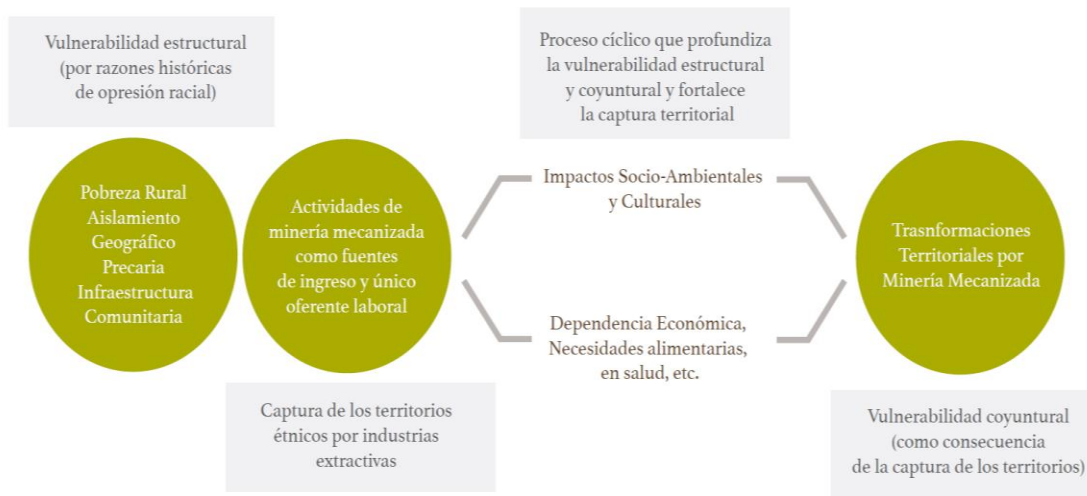 Vulnerabilidad estructural
(por razones históricas
de opresión racial)
Pobreza Rural
Aislamiento
Geográfico
Precaria
Infraestructura
Comunitaria
Actividades de
minería mecanizada
como fuentes
de ingreso y único
oferente laboral
Captura de los territorios
étnicos por industrias
extractivas
Proceso cíclico que profundiza
la vulnerabilidad estructural
y coyuntural y fortalece
la captura territorial
Impactos Socio-Ambientales
y Culturales
Dependencia Económica,
Necesidades alimentarias,
en salud, etc.
Trasnformaciones
Territoriales por
Minería Mecanizada
Vulnerabilidad coyuntural
(como consecuencia
de la captura de los territorios)